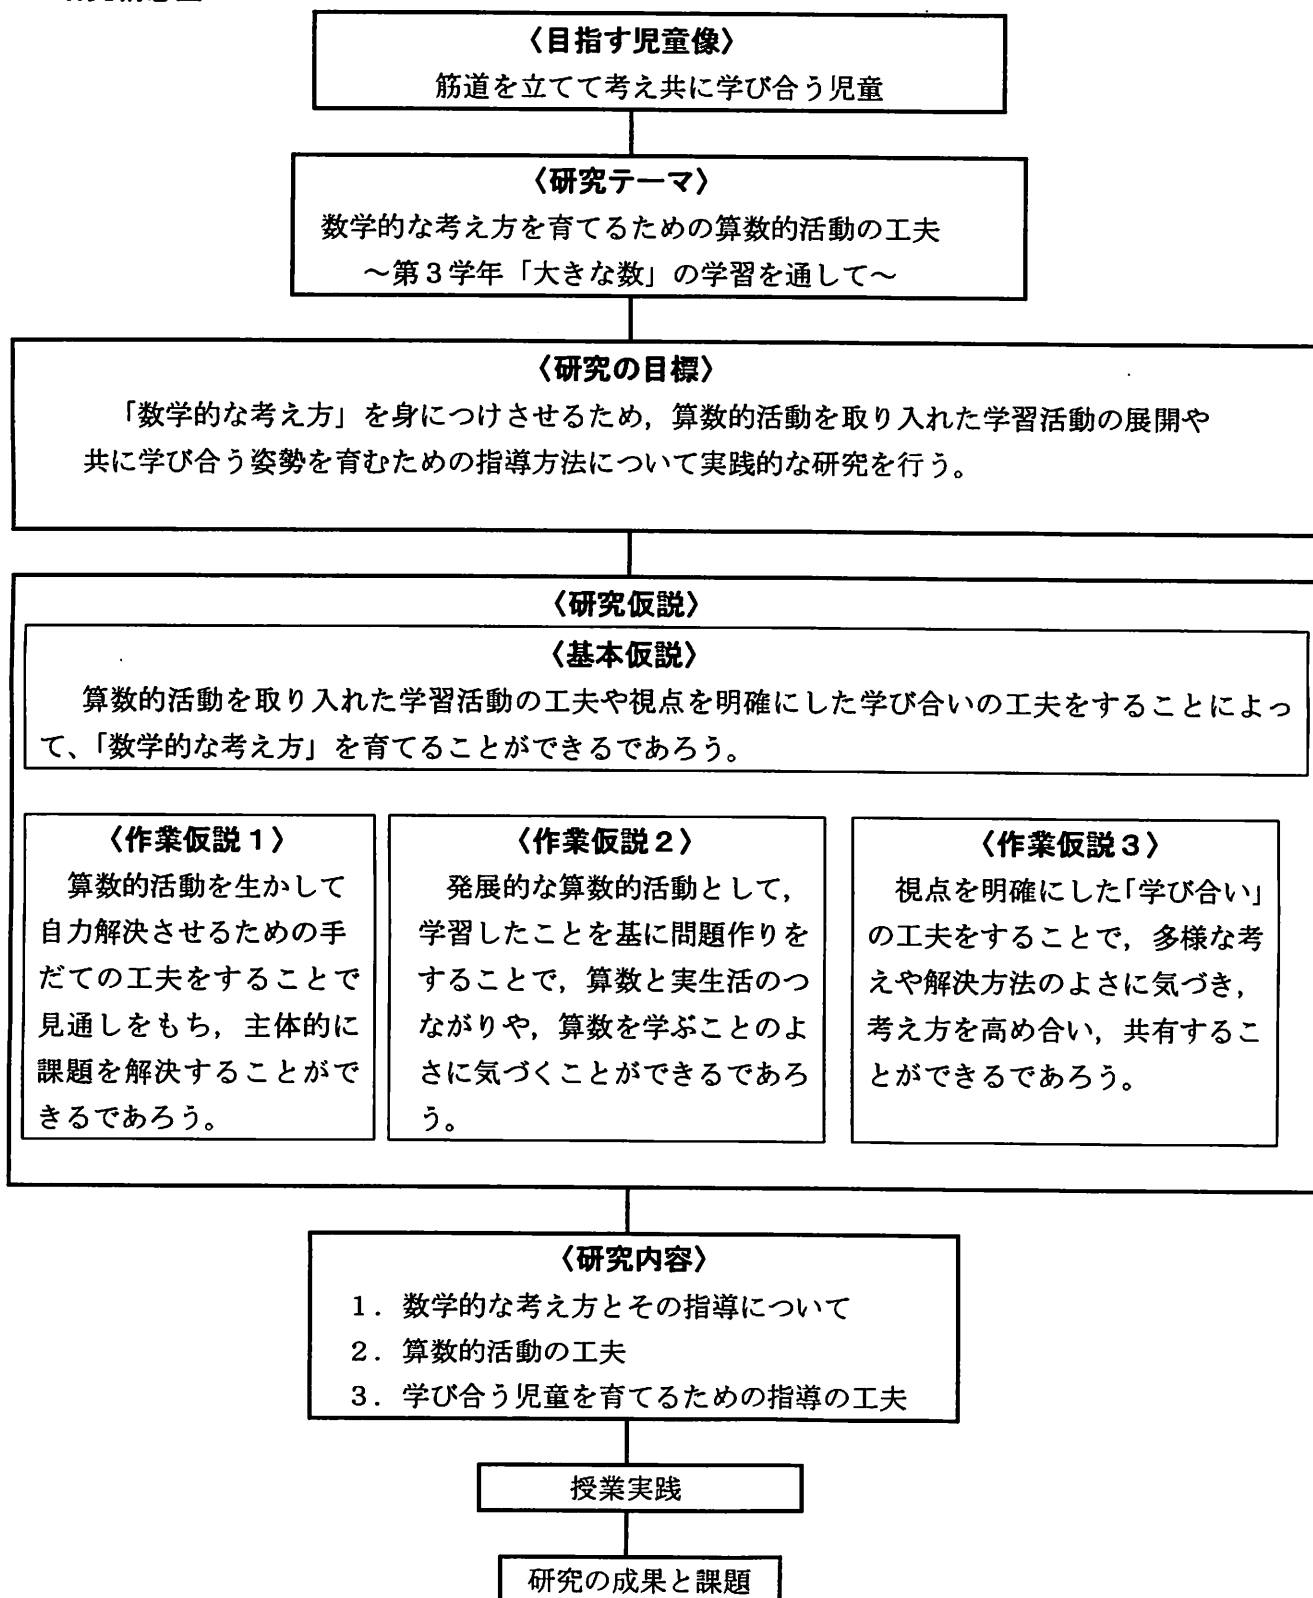 〈目指す児童像〉
筋道を立てて考え共に学び合う児童
〈研究テーマ〉
数学的な考え方を育てるための算数的活動の工夫
～第３学年「大きな数」の学習を通して～
〈研究の目標〉
「数学的な考え方」を身につけさせるため，算数的活動を取り入れた学習活動の展開や
共に学び合う姿勢を育むための指導方法について実践的な研究を行う。
〈研究仮説〉
〈基本仮説〉
算数的活動を取り入れた学習活動の工夫や視点を明確にした学び合いの工夫をすることによっ
て、「数学的な考え方」を育てることができるであろう。
〈作業仮説１〉
算数的活動を生かして
自力解決させるための手
だての工夫をすることで
見通しをもち，主体的に
課題を解決することがで
きるであろう。
〈作業仮説２〉
発展的な算数的活動として，
学習したことを基に問題作りを
することで，算数と実生活のつ
ながりや，算数を学ぶことのよ
さに気づくことができるであろ
う。
〈作業仮説３〉
視点を明確にした「学び合い」
の工夫をすることで，多様な考
えや解決方法のよさに気づき，
考え方を高め合い，共有するこ
とができるであろう。
〈研究内容〉
１．数学的な考え方とその指導について
２．算数的活動の工夫
３．学び合う児童を育てるための指導の工夫
授業実践
研究の成果と課題